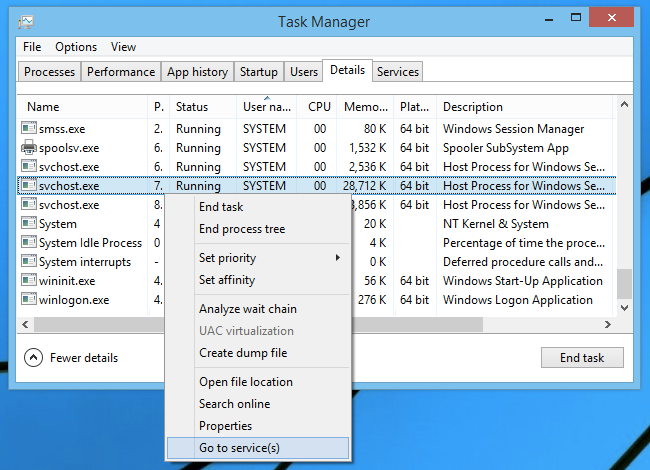 Task Manager
File Options View
Processes Performance App history Startup Users Details Services
Name P. Status User na... CPU Memo... Plat... Description
smss.exe 2. Running SYSTEM 00 80 K 64 bit Windows Session Manager
spoolsv.exe 6. Running SYSTEM 00 1,532 K 64 bit Spooler SubSystem App
svchost.exe 6. Running SYSTEM 00 2,536 K 64 bit Host Process for Windows Se...
svchost.exe 7. Running SYSTEM 00 28,712 K 64 bit Host Process for Windows Se...
svchost.exe 8. 64 bit Host Process for Windows Se...
System 4 20 K NT Kernel & System
System Idle Process 0 4 K Percentage of time the proce...
System interrupts - 0 K Deferred procedure calls and...
wininit.exe 4. 56 K 64 bit Windows Start-Up Application
winlogon.exe 4. 276 K 64 bit Windows Logon Application
End task
End process tree
Set priority
Set affinity
Analyze wait chain
UAC virtualization
Create dump file
Open file location
Search online
Properties
Go to service(s)
Fewer details
End task